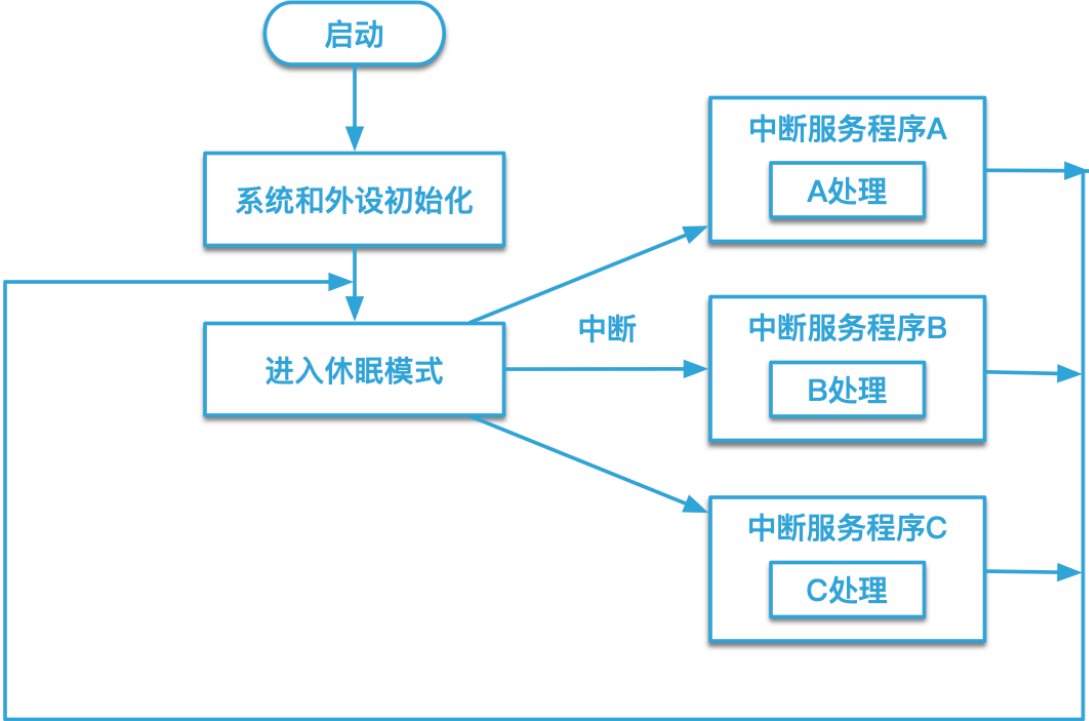 启动
系统和外设初始化
进入休眠模式
中断
中断服务程序A
A处理
中断服务程序B
B处理
中断服务程序C
C处理